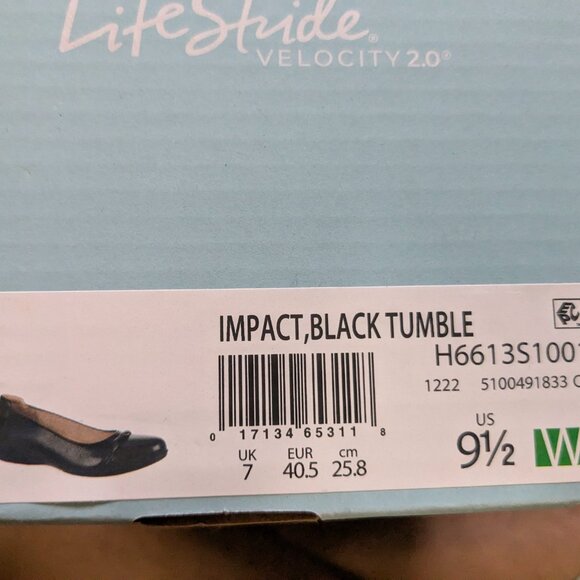 LifeStride®
VELOCITY 2.0®
IMPACT,BLACK TUMBLE
H6613S1001
1222 5100491833 C
0 17134 65311 8
UK EUR cm
7 40.5 25.8
US
9½ W